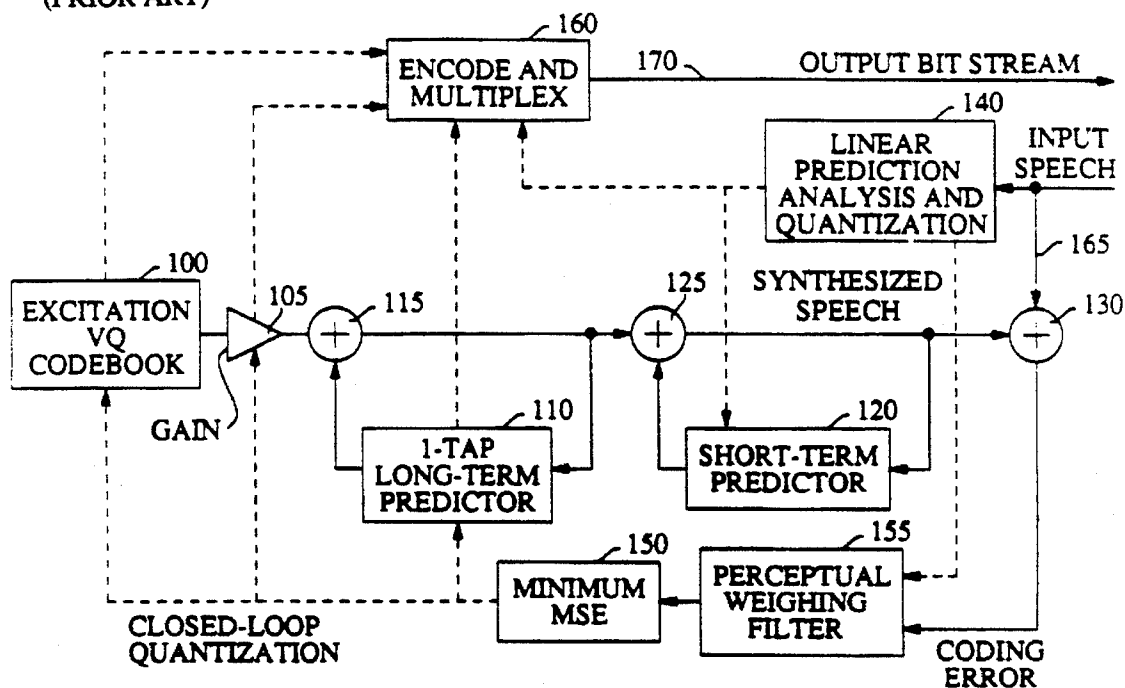 (PRIOR ART)
160
ENCODE AND
MULTIPLEX
170
OUTPUT BIT STREAM
140
LINEAR
PREDICTION
ANALYSIS AND
QUANTIZATION
INPUT
SPEECH
165
100
EXCITATION
VQ
CODEBOOK
105
GAIN
115
125
SYNTHESIZED
SPEECH
130
110
1-TAP
LONG-TERM
PREDICTOR
120
SHORT-TERM
PREDICTOR
150
MINIMUM
MSE
155
PERCEPTUAL
WEIGHING
FILTER
CLOSED-LOOP
QUANTIZATION
CODING
ERROR